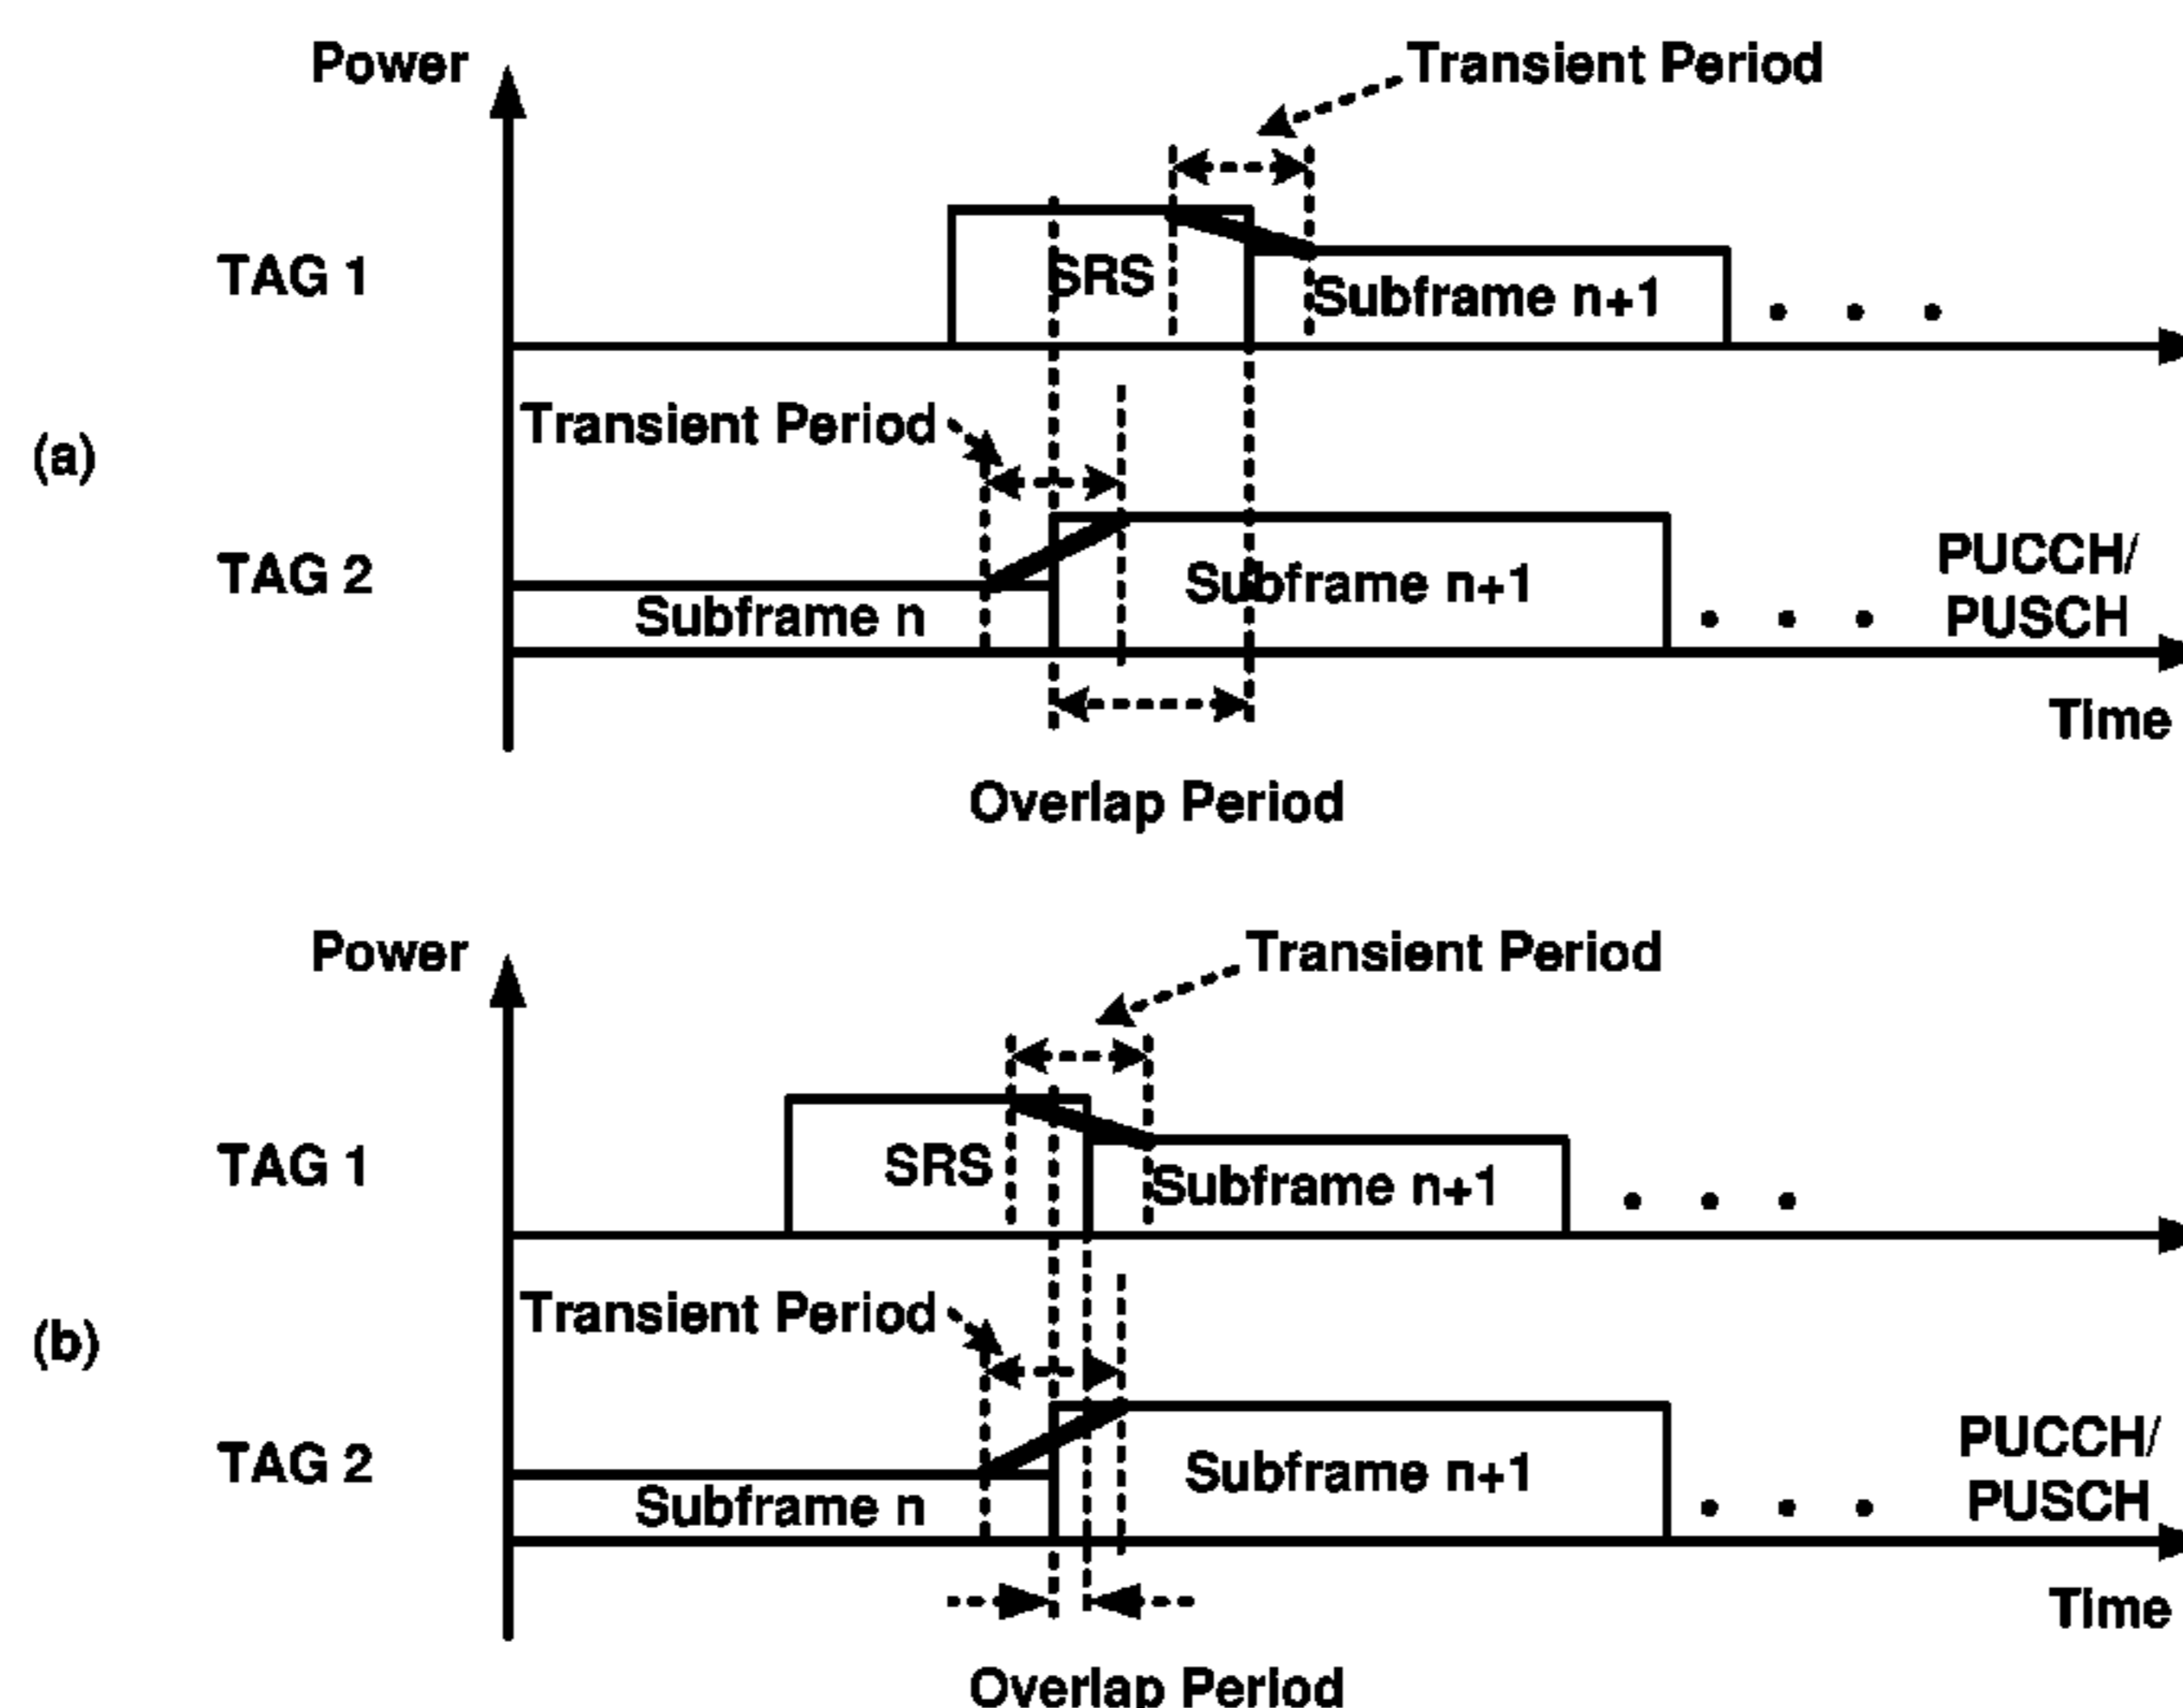 Power
Transient Period
TAG 1
SRS
Subframe n+1
Transient Period
(a)
TAG 2
Subframe n
Subframe n+1
PUCCH/
PUSCH
Time
Overlap Period
Power
Transient Period
TAG 1
SRS
Subframe n+1
Transient Period
(b)
TAG 2
Subframe n
Subframe n+1
PUCCH/
PUSCH
Time
Overlap Period